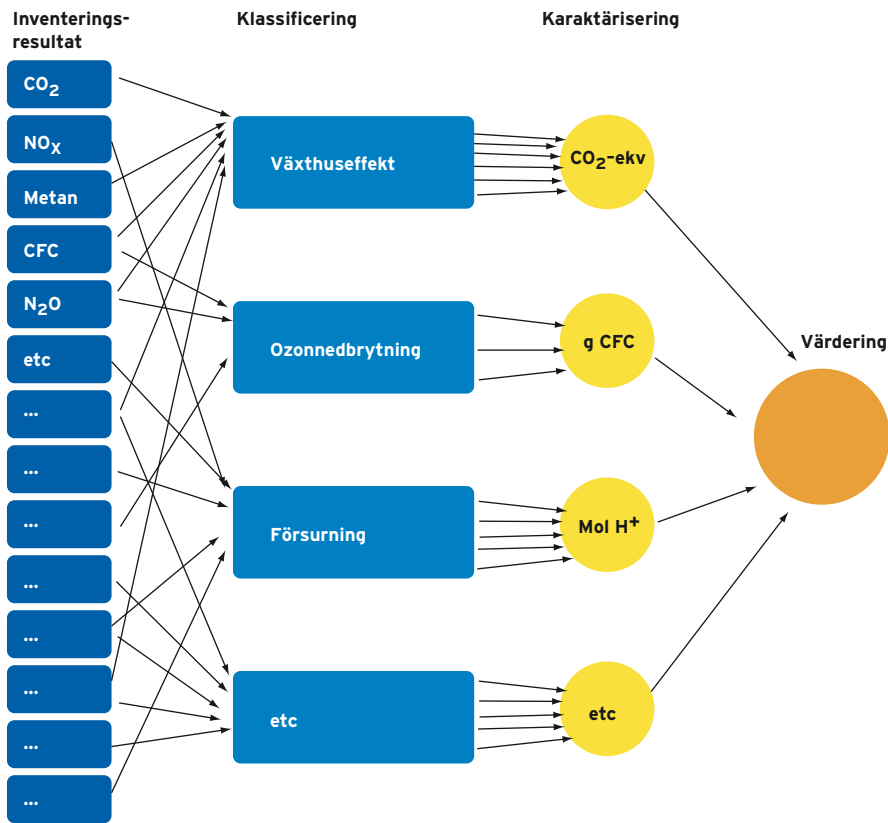 Inventerings-
resultat
Klassificering
Karaktärisering
CO₂
NOX
Metan
CFC
N₂O
etc
...
...
...
...
...
...
...
...
Växthuseffekt
Ozonnedbrytning
Försurning
etc
CO₂-ekv
g CFC
Mol H⁺
etc
Värdering